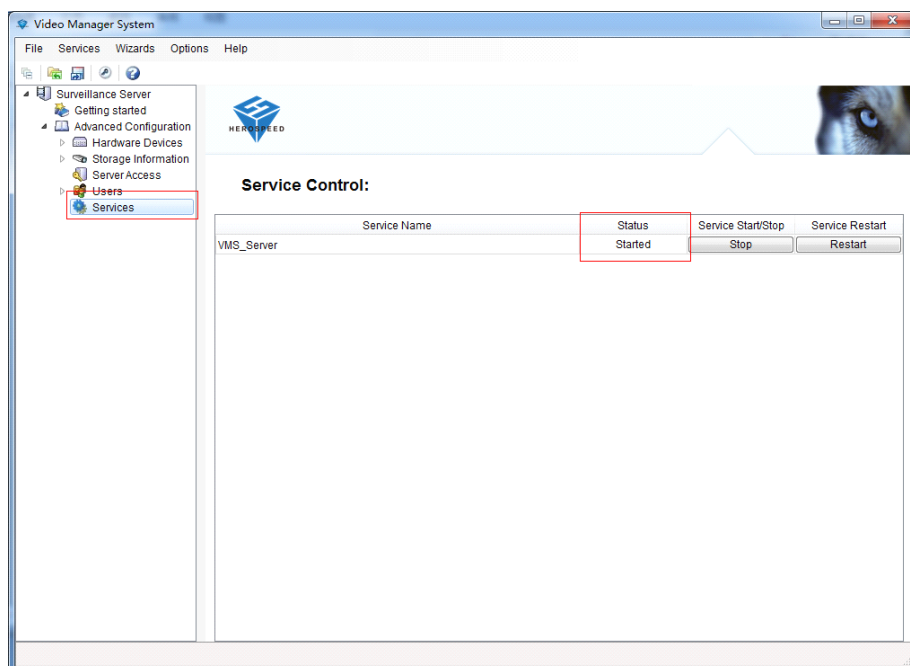 Video Manager System
File Services Wizards Options Help
Surveillance Server
Getting started
Advanced Configuration
Hardware Devices
Storage Information
Server Access
Users
Services
HEROSPEED
Service Control:
Service Name Status Service Start/Stop Service Restart
VMS_Server Started Stop Restart